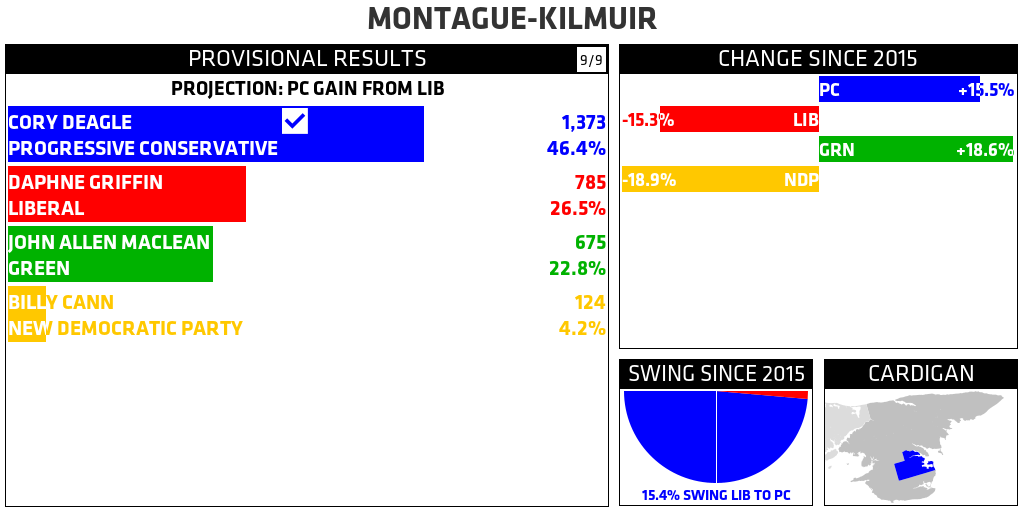 MONTAGUE-KILMUIR
PROVISIONAL RESULTS
9/9
PROJECTION: PC GAIN FROM LIB
CORY DEAGLE
1,373
PROGRESSIVE CONSERVATIVE
46.4%
DAPHNE GRIFFIN
785
LIBERAL
26.5%
JOHN ALLEN MACLEAN
675
GREEN
22.8%
BILLY CANN
124
NEW DEMOCRATIC PARTY
4.2%
CHANGE SINCE 2015
PC +15.5%
-15.3% LIB
GRN +18.6%
-18.9% NDP
SWING SINCE 2015
15.4% SWING LIB TO PC
CARDIGAN